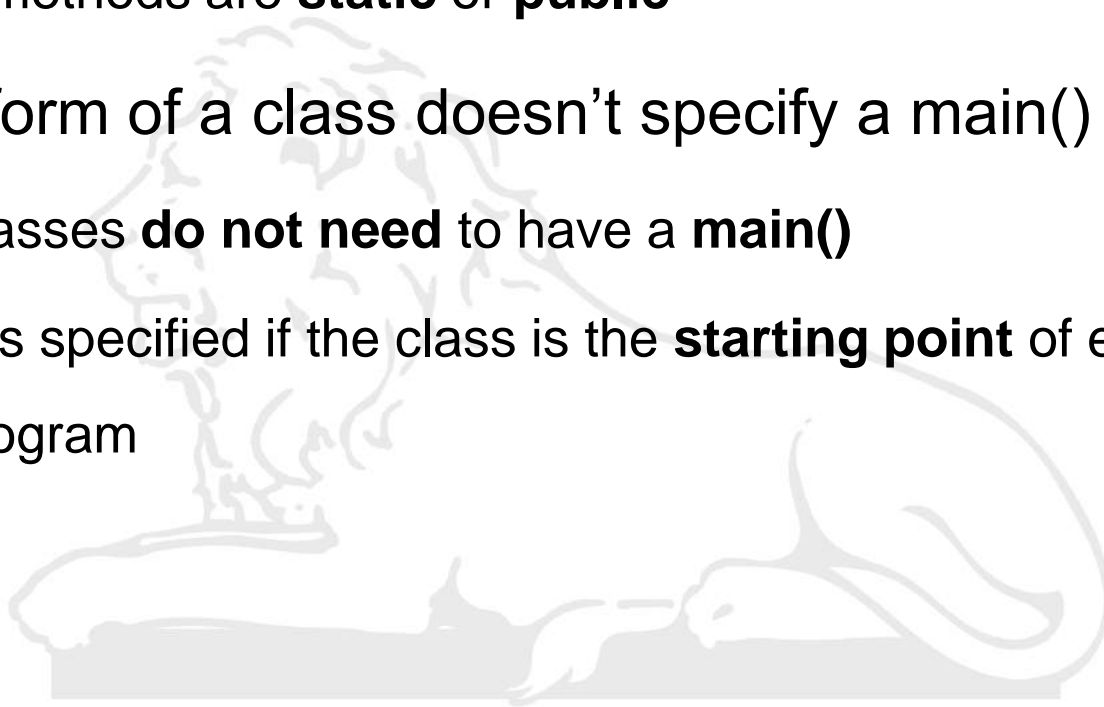 methods are static or public
form of a class doesn't specify a main()
asses do not need to have a main()
s specified if the class is the starting point of e
ogram